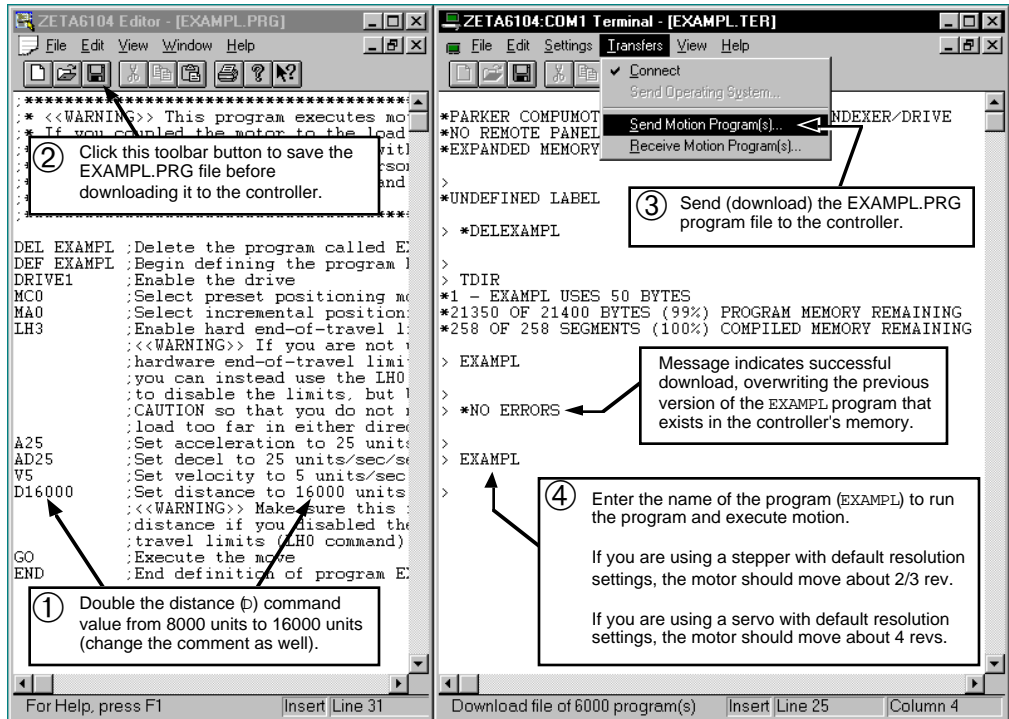 ZETA6104 Editor - [EXAMPL.PRG]
File Edit View Window Help
;*****************************************
;* <<WARNING>> This program executes mo
;* If you coupled the motor to the load
② Click this toolbar button to save the
EXAMPL.PRG file before
downloading it to the controller.
DEL EXAMPL ;Delete the program called E
DEF EXAMPL ;Begin defining the program
DRIVE1 ;Enable the drive
MC0 ;Select preset positioning mo
MA0 ;Select incremental position
LH3 ;Enable hard end-of-travel l
;<<WARNING>> If you are not
;hardware end-of-travel limi
;you can instead use the LH0
;to disable the limits, but
;CAUTION so that you do not
;load too far in either direc
A25 ;Set acceleration to 25 units
AD25 ;Set decel to 25 units/sec/se
V5 ;Set velocity to 5 units/sec
D16000 ;Set distance to 16000 units
;<<WARNING>> Make sure this
;distance if you disabled the
;travel limits (LH0 command)
GO ;Execute the move
END ;End definition of program E
① Double the distance (D) command
value from 8000 units to 16000 units
(change the comment as well).
For Help, press F1 Insert Line 31
ZETA6104:COM1 Terminal - [EXAMPL.TER]
File Edit Settings Transfers View Help
✓ Connect
Send Operating System...
Send Motion Program(s)...
Receive Motion Program(s)...
*PARKER COMPUMOT NDEXER/DRIVE
*NO REMOTE PANEL
*EXPANDED MEMORY
>
*UNDEFINED LABEL
③ Send (download) the EXAMPL.PRG
program file to the controller.
> *DELEXAMPL
>
> TDIR
*1 - EXAMPL USES 50 BYTES
*21350 OF 21400 BYTES (99%) PROGRAM MEMORY REMAINING
*258 OF 258 SEGMENTS (100%) COMPILED MEMORY REMAINING
> EXAMPL
>
> *NO ERRORS
Message indicates successful
download, overwriting the previous
version of the EXAMPL program that
exists in the controller's memory.
>
> EXAMPL
>
④ Enter the name of the program (EXAMPL) to run
the program and execute motion.
If you are using a stepper with default resolution
settings, the motor should move about 2/3 rev.
If you are using a servo with default resolution
settings, the motor should move about 4 revs.
Download file of 6000 program(s) Insert Line 25 Column 4